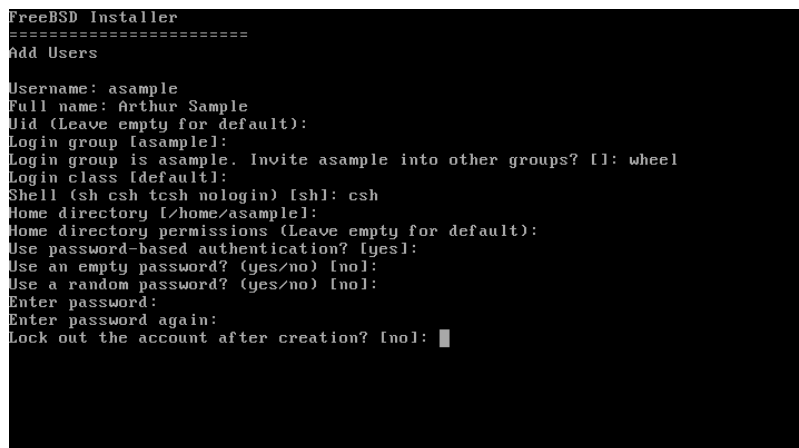 FreeBSD Installer
========================
Add Users

Username: asample
Full name: Arthur Sample
Uid (Leave empty for default):
Login group [asample]:
Login group is asample. Invite asample into other groups? []: wheel
Login class [default]:
Shell (sh csh tcsh nologin) [sh]: csh
Home directory [/home/asample]:
Home directory permissions (Leave empty for default):
Use password-based authentication? [yes]:
Use an empty password? (yes/no) [no]:
Use a random password? (yes/no) [no]:
Enter password:
Enter password again:
Lock out the account after creation? [no]: